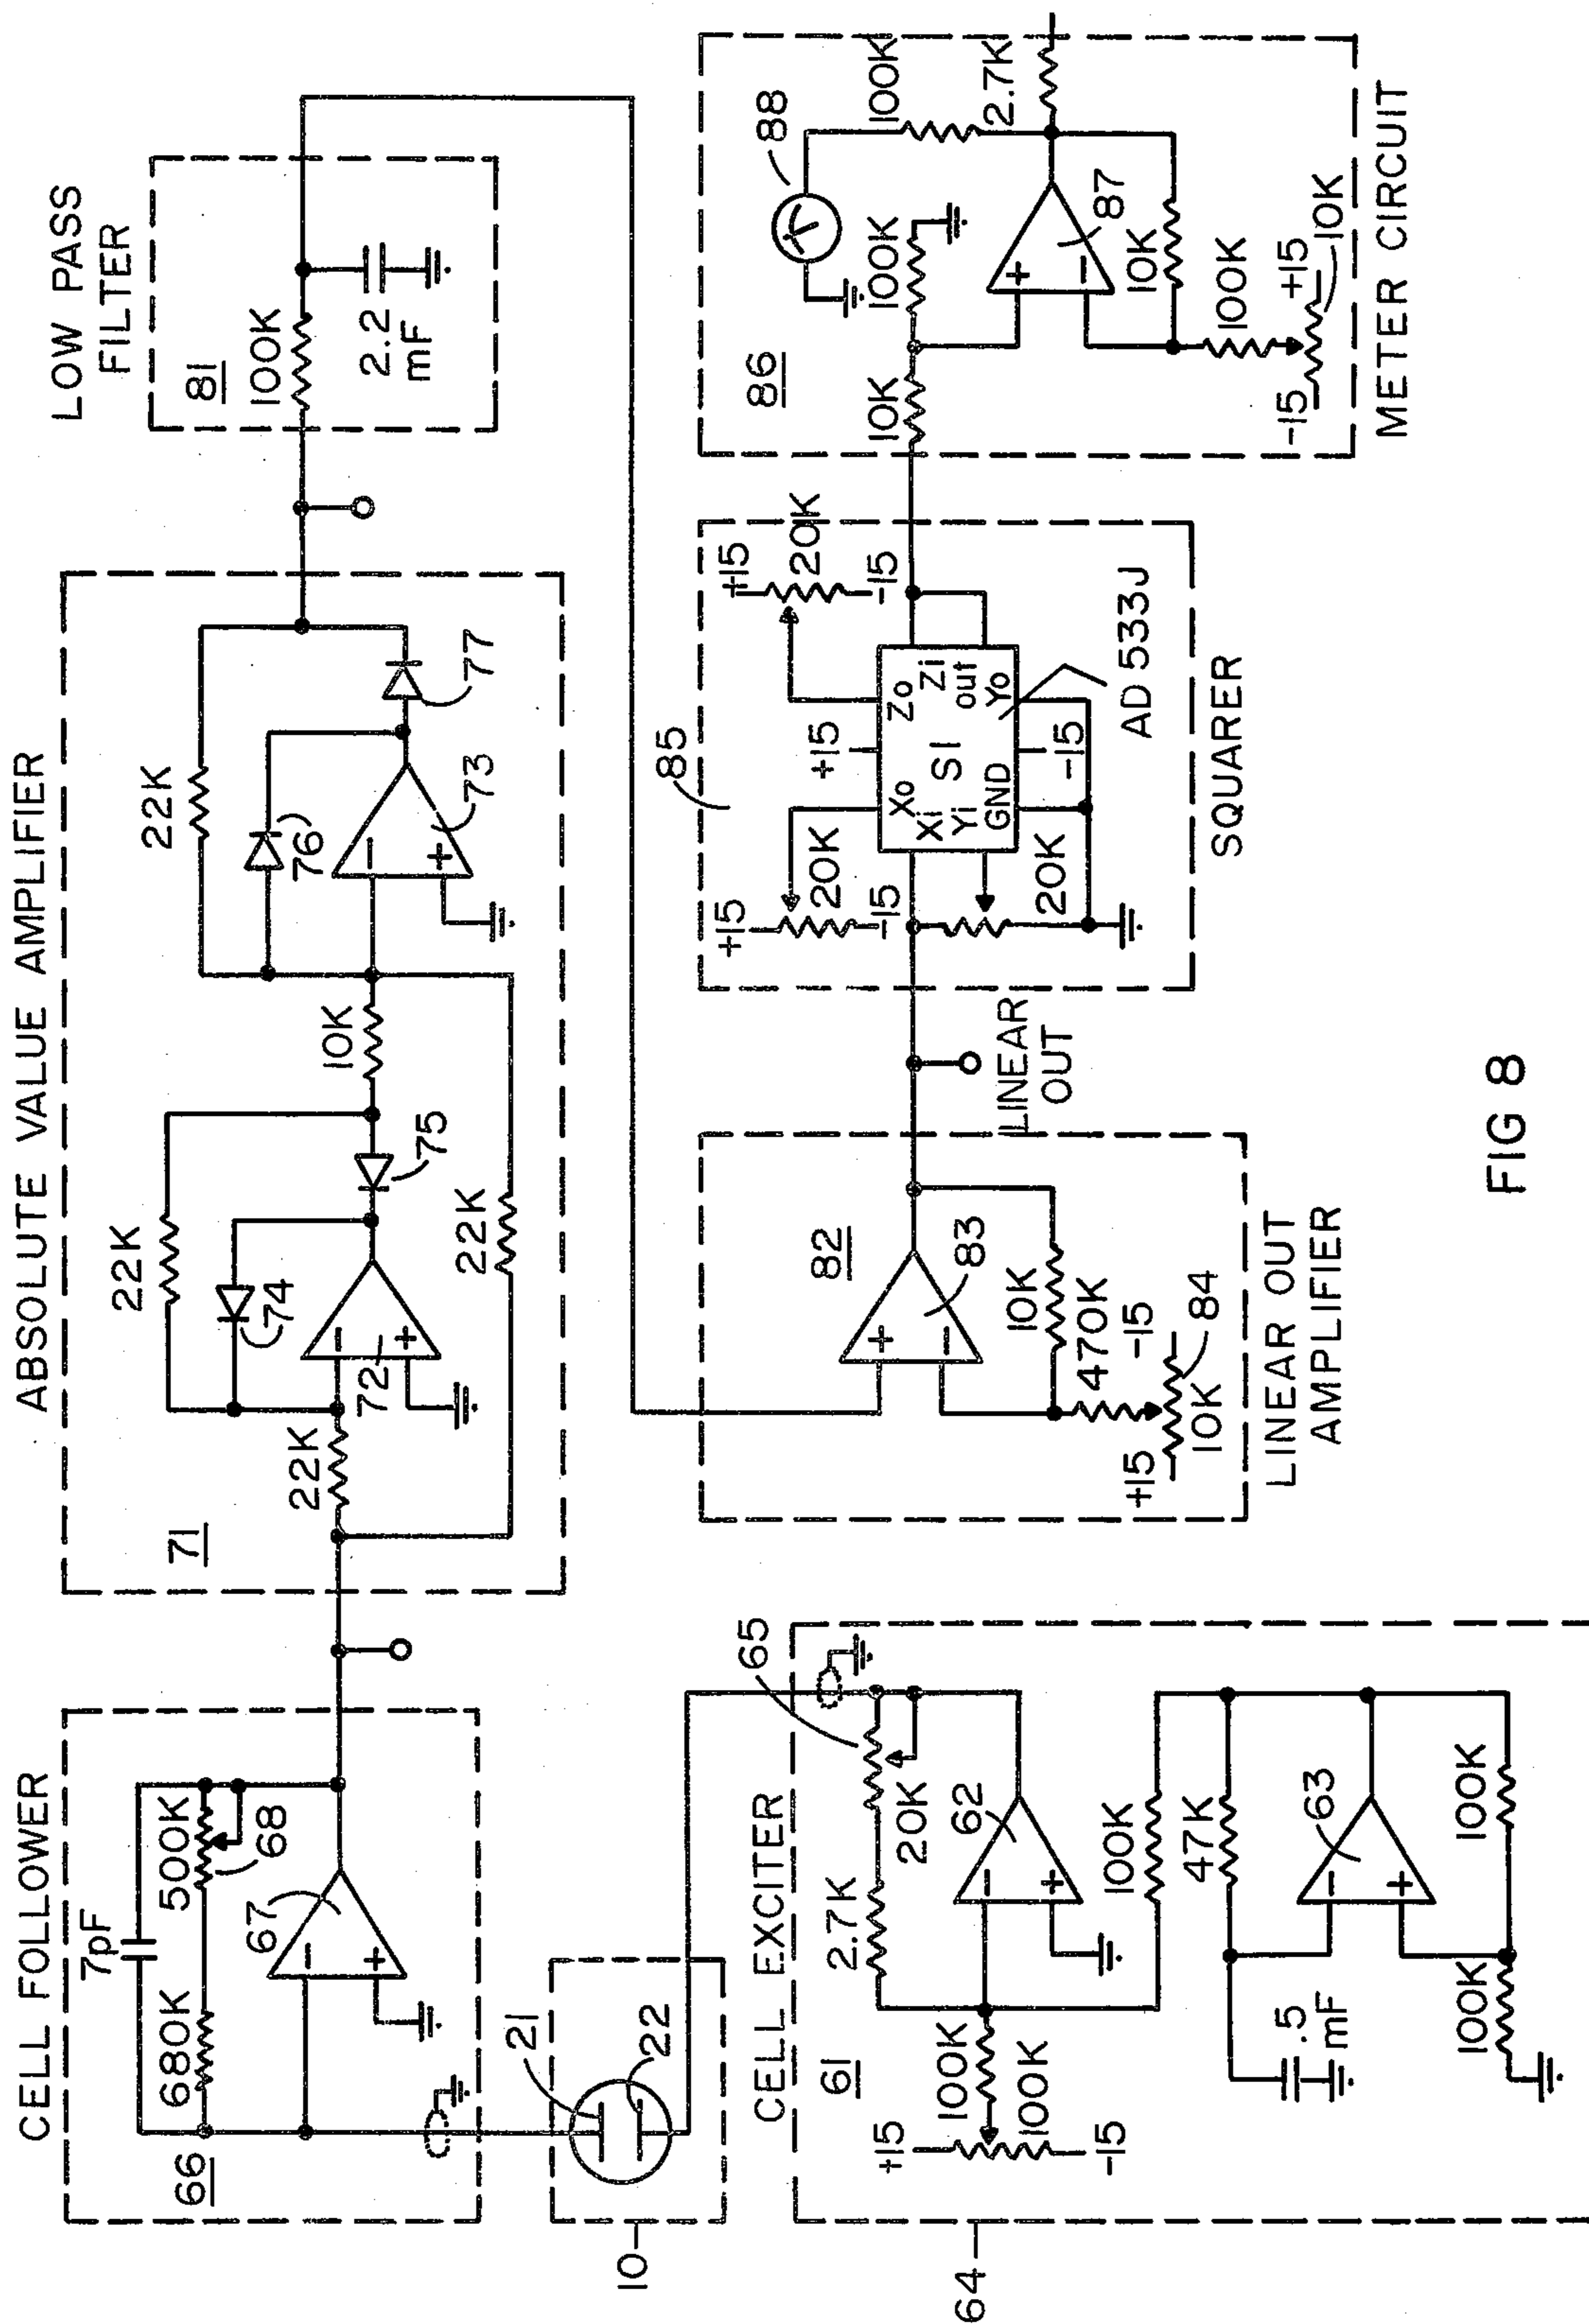 CELL FOLLOWER
66
7pF
680K
500K
68
67
−
+
ABSOLUTE VALUE AMPLIFIER
71
22K
22K
74
72
−
+
75
22K
10K
22K
76
73
−
+
77
LOW PASS
FILTER
81
100K
2.2
mF
10
21
22
CELL EXCITER
61
64
65
20K
2.7K
62
−
+
100K
100K
+15
−15
100K
47K
63
−
+
.5
mF
100K
100K
82
83
+
−
10K
470K
−15
84
+15
10K
LINEAR OUT
AMPLIFIER
LINEAR
OUT
85
+15
20K
−15
+15
+15
20K
−15
Xo
Zo
Xi
SI
Zi
Yi
out
GND
Yo
20K
−15
AD 533J
SQUARER
86
88
10K
100K
100K
2.7K
87
+
−
10K
100K
−15
+15
10K
METER CIRCUIT
FIG 8